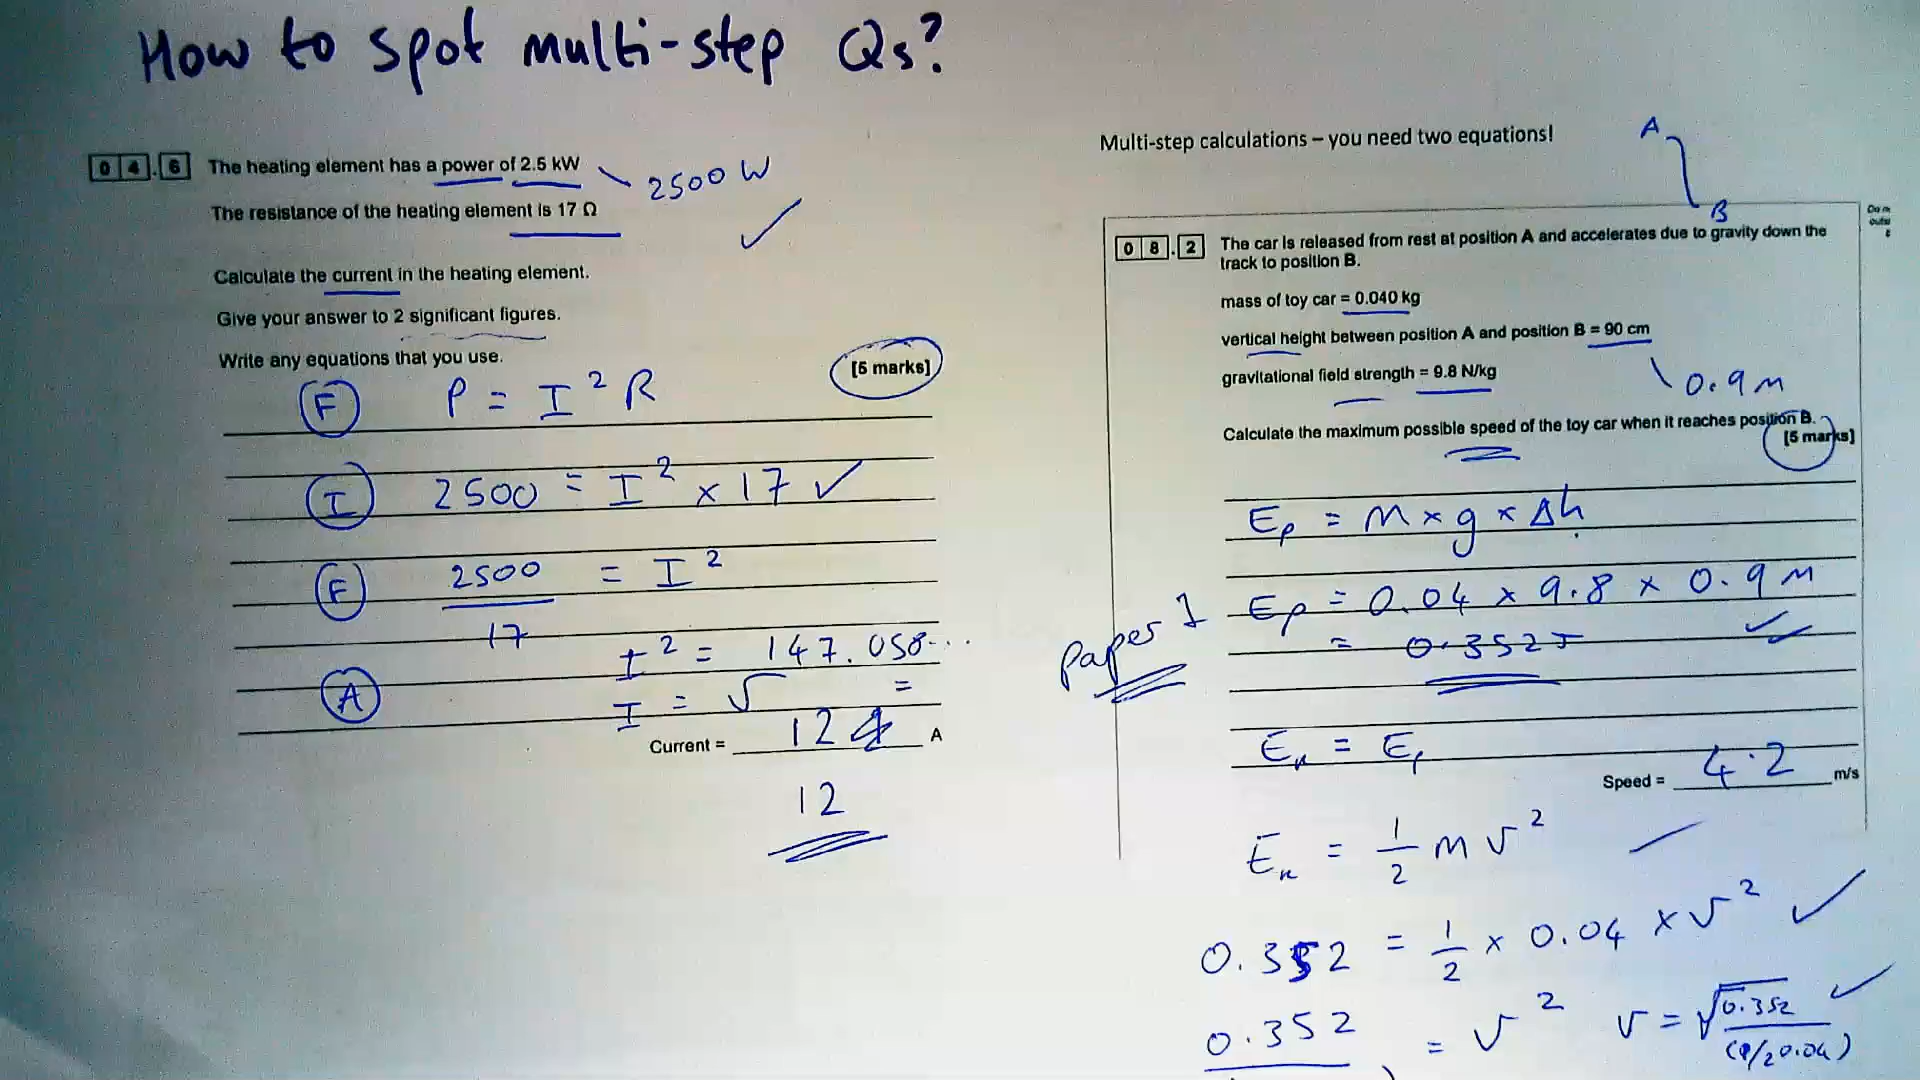 How to spot multi-step Qs?
0 4 . 6 The heating element has a power of 2.5 kW
2500 W
The resistance of the heating element is 17 Ω
Calculate the current in the heating element.
Give your answer to 2 significant figures.
Write any equations that you use.
[5 marks]
F P = I² R
I 2500 = I² × 17 ✓
F 2500 = I²
17
I² = 147.058...
A
I = √ =
Current = 12 A
12
Multi-step calculations – you need two equations!
A
B
0 8 . 2 The car is released from rest at position A and accelerates due to gravity down the
track to position B.
mass of toy car = 0.040 kg
vertical height between position A and position B = 90 cm
gravitational field strength = 9.8 N/kg
0.9 m
Calculate the maximum possible speed of the toy car when it reaches position B.
[5 marks]
Ep = m × g × Δh
Ep = 0.04 × 9.8 × 0.9 m
= 0.352 J
Paper 1
Ek = Ep
Speed = 4.2 m/s
Ek = 1/2 m v²
0.352 = 1/2 × 0.04 × v² ✓
0.352 = v² v = √0.352 ✓
(1/2 0.04)